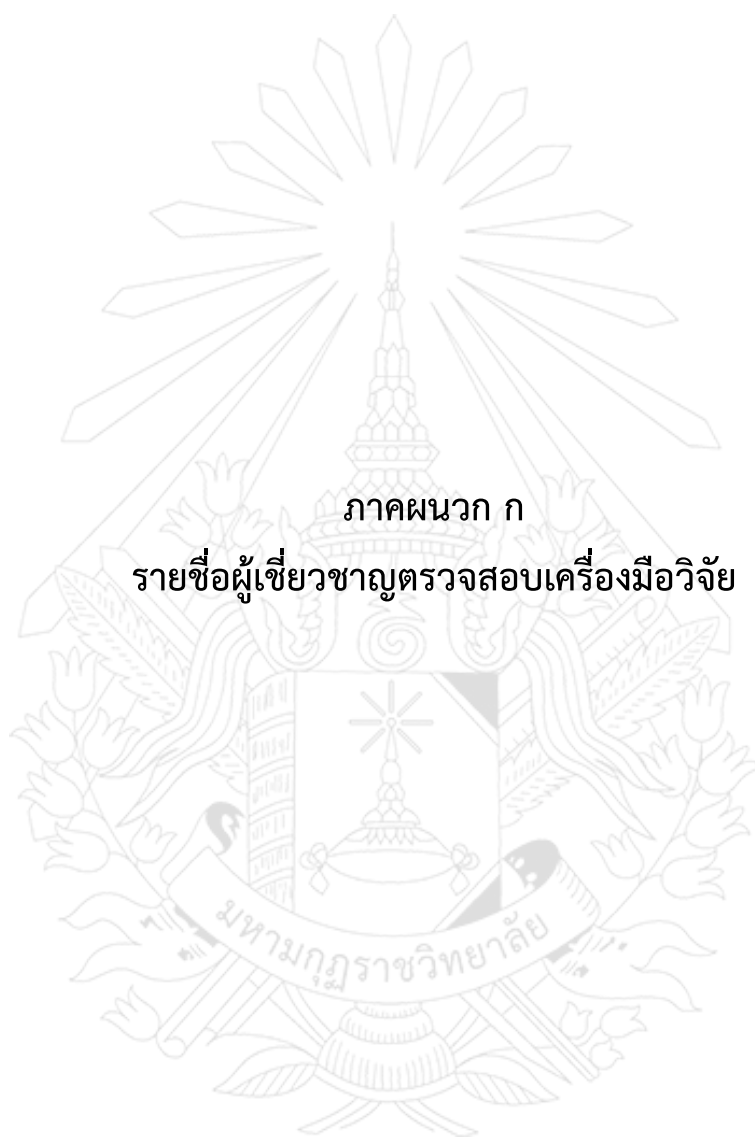 ภาคผนวก ก
รายชื่อผู้เชี่ยวชาญตรวจสอบเครื่องมือวิจัย
มหามกุฏราชวิทยาลัย